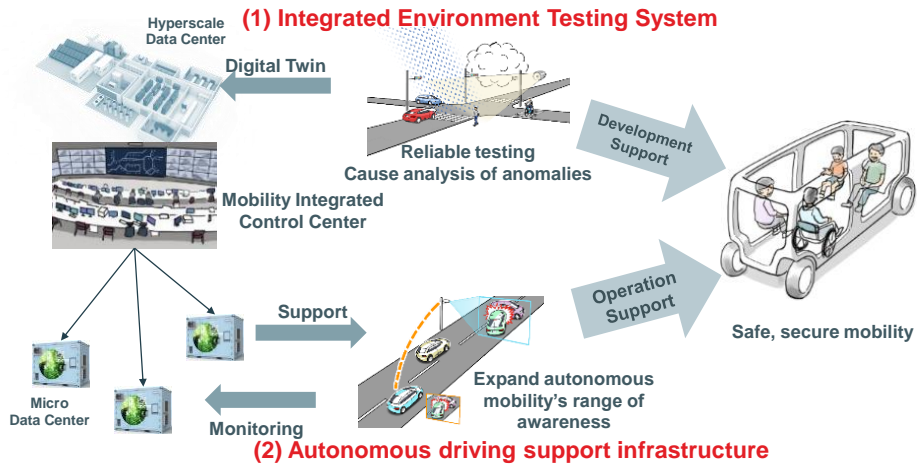 (1) Integrated Environment Testing System
Hyperscale
Data Center
Digital Twin
Reliable testing
Cause analysis of anomalies
Development
Support
Mobility Integrated
Control Center
Support
Operation
Support
Safe, secure mobility
Expand autonomous
mobility's range of
awareness
Micro
Data Center
Monitoring
(2) Autonomous driving support infrastructure